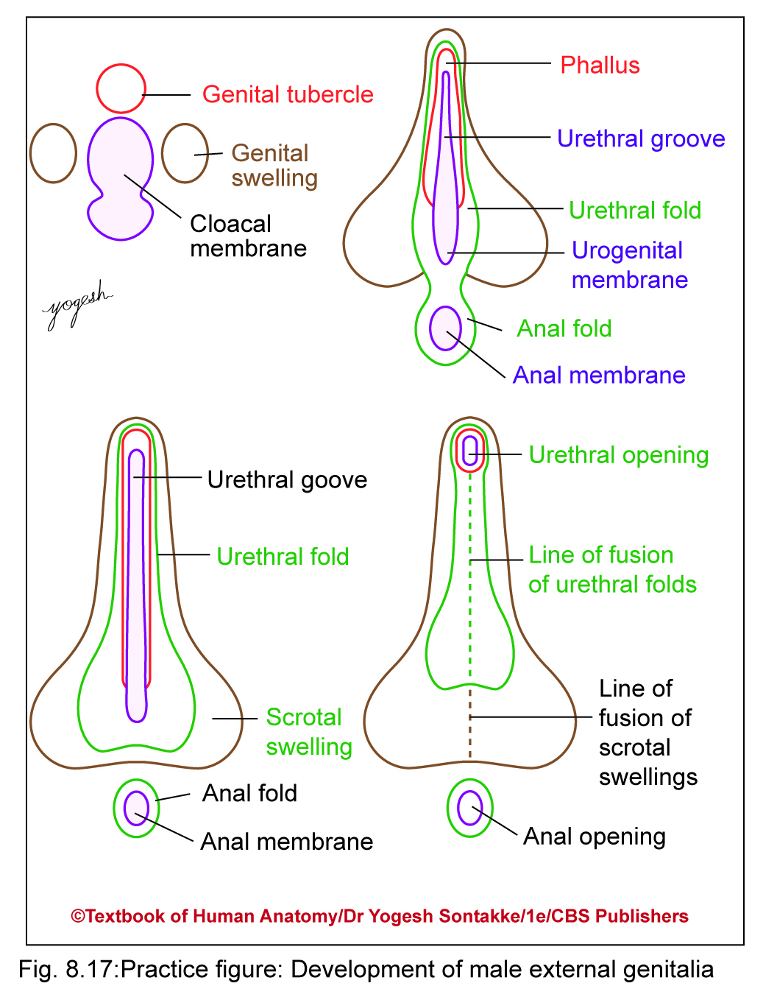 Genital tubercle
Genital
swelling
Cloacal
membrane
yogesh
Phallus
Urethral groove
Urethral fold
Urogenital
membrane
Anal fold
Anal membrane
Urethral goove
Urethral fold
Scrotal
swelling
Anal fold
Anal membrane
Urethral opening
Line of fusion
of urethral folds
Line of
fusion of
scrotal
swellings
Anal opening
©Textbook of Human Anatomy/Dr Yogesh Sontakke/1e/CBS Publishers
Fig. 8.17:Practice figure: Development of male external genitalia